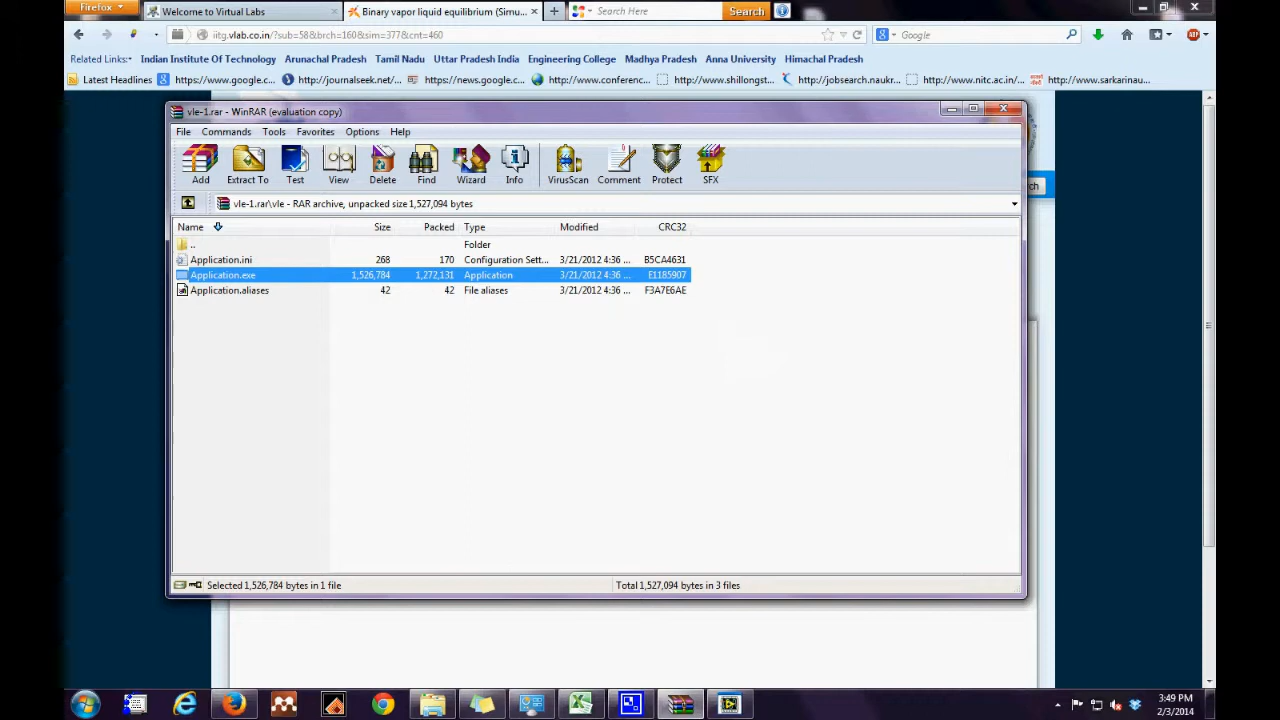 Firefox
Welcome to Virtual Labs
Binary vapor liquid equilibrium (Simu...
Search Here
Search
iitg.vlab.co.in/?sub=58&brch=160&sim=377&cnt=460
Google
Related Links:
Indian Institute Of Technology
Arunachal Pradesh
Tamil Nadu
Uttar Pradesh India
Engineering College
Madhya Pradesh
Anna University
Himachal Pradesh
Latest Headlines
https://www.google.c...
http://journalseek.net/...
https://news.google.c...
http://www.conferenc...
http://www.shillongst...
http://jobsearch.naukr...
http://www.nitc.ac.in/...
http://www.sarkarinau...
vle-1.rar - WinRAR (evaluation copy)
File Commands Tools Favorites Options Help
Add Extract To Test View Delete Find Wizard Info VirusScan Comment Protect SFX
vle-1.rar\vle - RAR archive, unpacked size 1,527,094 bytes
Name Size Packed Type Modified CRC32
.. Folder
Application.ini 268 170 Configuration Sett... 3/21/2012 4:36 ... B5CA4631
Application.exe 1,526,784 1,272,131 Application 3/21/2012 4:36 ... E1185907
Application.aliases 42 42 File aliases 3/21/2012 4:36 ... F3A7E6AE
Selected 1,526,784 bytes in 1 file
Total 1,527,094 bytes in 3 files
3:49 PM
2/3/2014